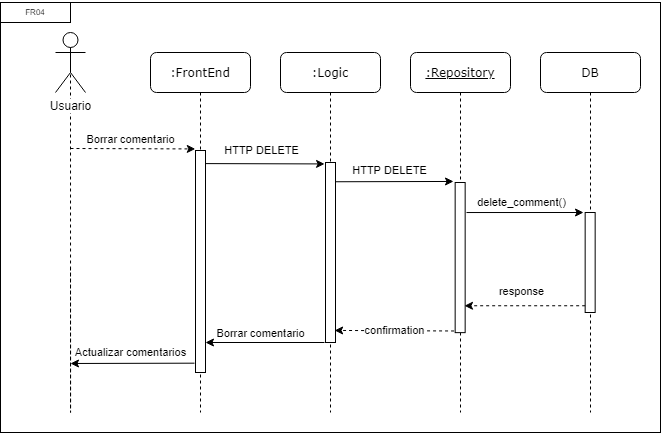 FR04
Usuario
:FrontEnd
:Logic
:Repository
DB
Borrar comentario
HTTP DELETE
HTTP DELETE
delete_comment()
response
confirmation
Borrar comentario
Actualizar comentarios